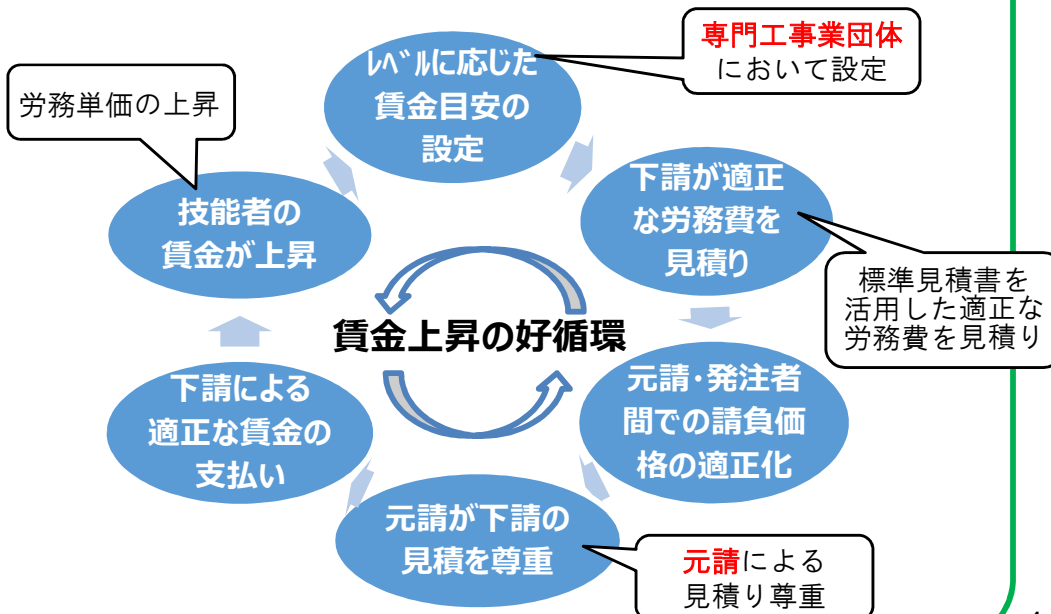 専門工事業団体
において設定
レベルに応じた
賃金目安の
設定
労務単価の上昇
下請が適正
な労務費を
見積り
技能者の
賃金が上昇
標準見積書を
活用した適正な
労務費を見積り
賃金上昇の好循環
元請・発注者
間での請負価
格の適正化
下請による
適正な賃金の
支払い
元請が下請の
見積を尊重
元請による
見積り尊重